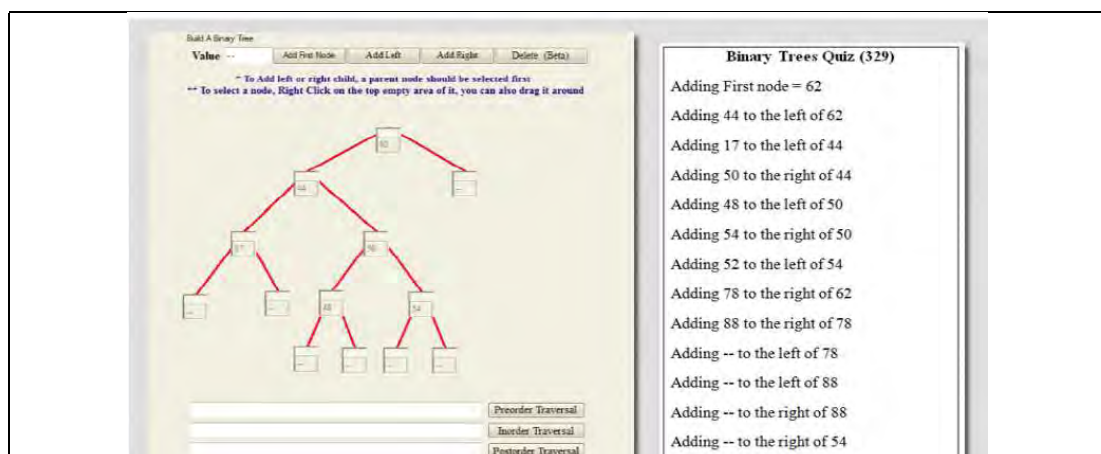 Build A Binary Tree
Value --
Add First Node
Add Left
Add Right
Delete (Beta)
* To Add left or right child, a parent node should be selected first
** To select a node, Right Click on the top empty area of it, you can also drag it around
44
--
50
--
--
48
54
--
--
--
--
Preorder Traversal
Inorder Traversal
Postorder Traversal
Binary Trees Quiz (329)
Adding First node = 62
Adding 44 to the left of 62
Adding 17 to the left of 44
Adding 50 to the right of 44
Adding 48 to the left of 50
Adding 54 to the right of 50
Adding 52 to the left of 54
Adding 78 to the right of 62
Adding 88 to the right of 78
Adding -- to the left of 78
Adding -- to the left of 88
Adding -- to the right of 88
Adding -- to the right of 54